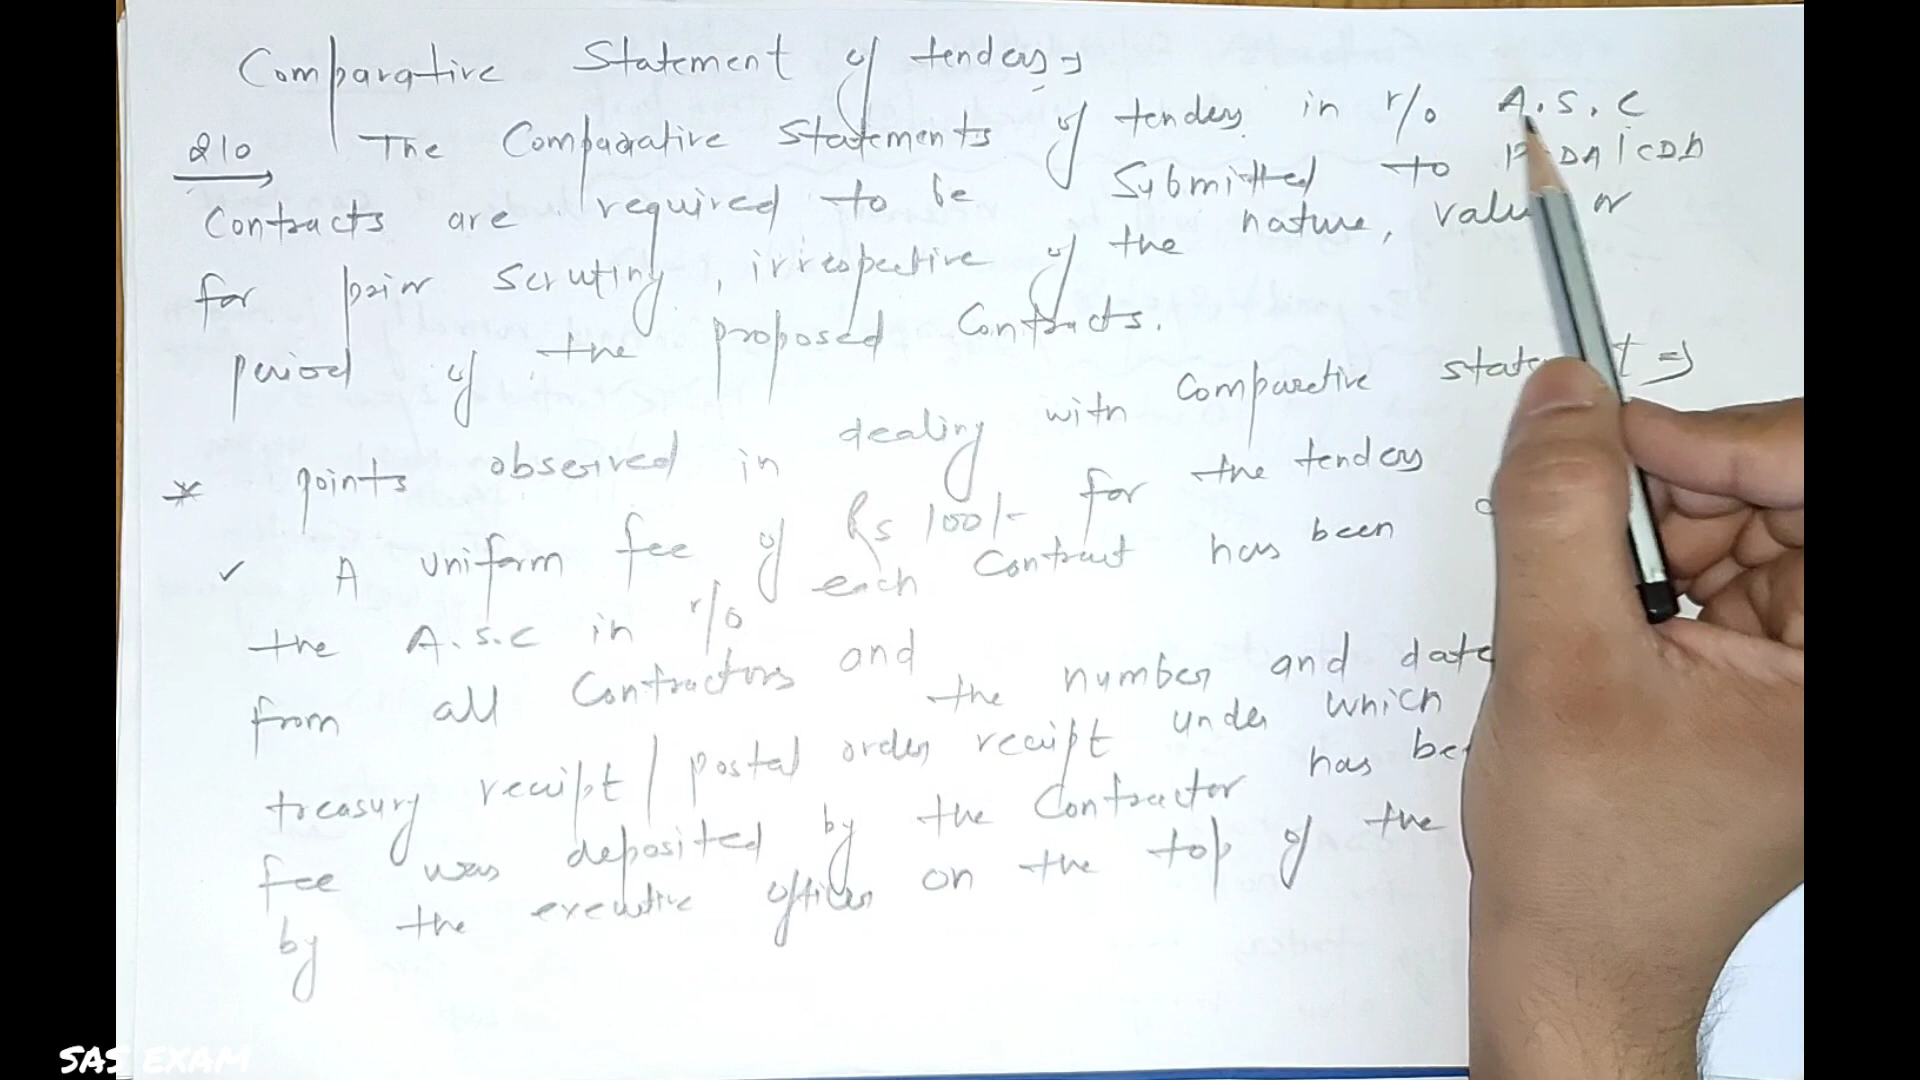 Comparative Statement of tenders →
210 The Comparative Statements of tenders in r/o A.S.C
Contracts are required to be submitted to PCDA/CDA
for prior scrutiny, irrespective of the nature, value or
period of the proposed Contracts.
* points observed in dealing with comparative statement ⇒
✓ A uniform fee of Rs 100/- for the tenders
the A.S.C in r/o each Contract has been
from all Contractors and the number and date
treasury receipt / postal order receipt under which
fee was deposited by the Contractor has
by the executive officer on the top of the
SAS EXAM